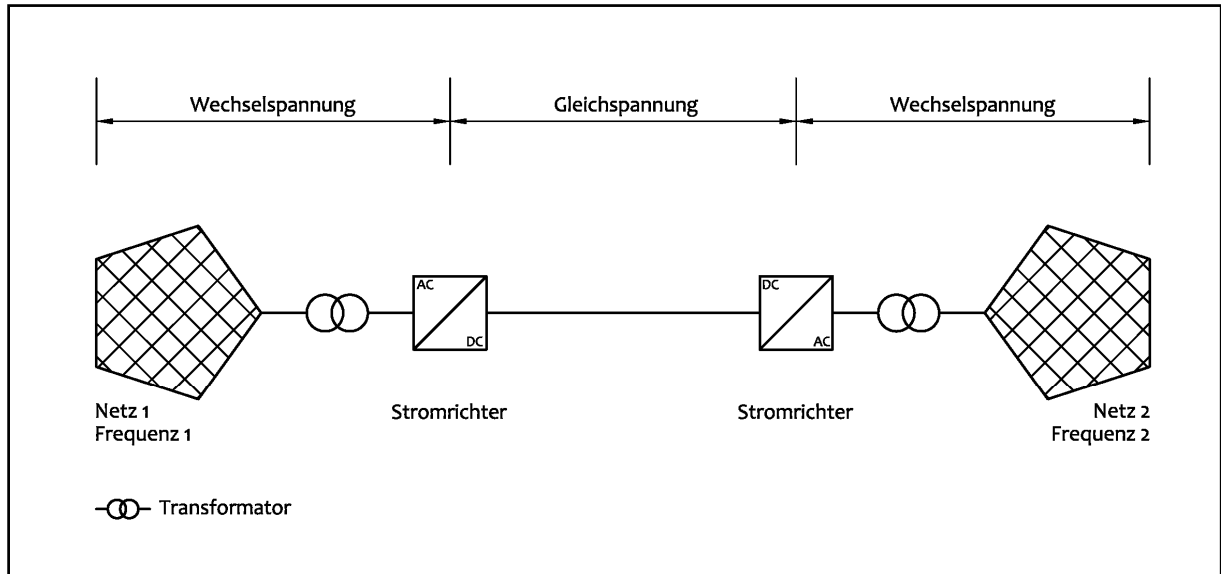 Wechselspannung
Gleichspannung
Wechselspannung
AC
DC
DC
AC
Netz 1
Frequenz 1
Stromrichter
Stromrichter
Netz 2
Frequenz 2
Transformator